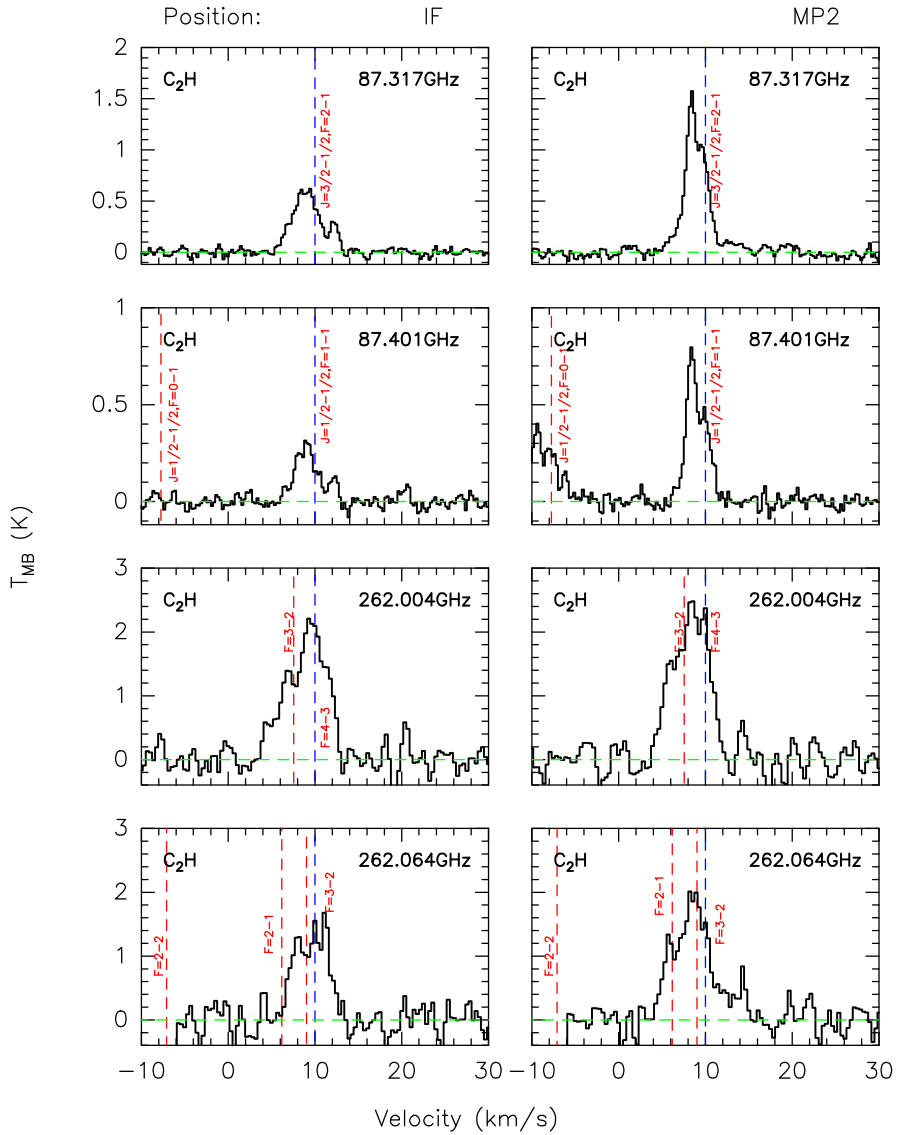 Position: IF MP2
2
C2H 87.317GHz
C2H 87.317GHz
1.5
J=3/2−1/2,F=2−1
J=3/2−1/2,F=2−1
1
0.5
0
1
C2H 87.401GHz
C2H 87.401GHz
J=1/2−1/2,F=0−1
J=1/2−1/2,F=1−1
J=1/2−1/2,F=0−1
J=1/2−1/2,F=1−1
0.5
0
TMB (K)
3
C2H 262.004GHz
C2H 262.004GHz
F=3−2
F=4−3
F=3−2
F=4−3
2
1
0
3
C2H 262.064GHz
C2H 262.064GHz
F=2−2
F=2−1
F=3−2
F=2−2
F=2−1
F=3−2
2
1
0
−10 0 10 20 30 −10 0 10 20 30
Velocity (km/s)